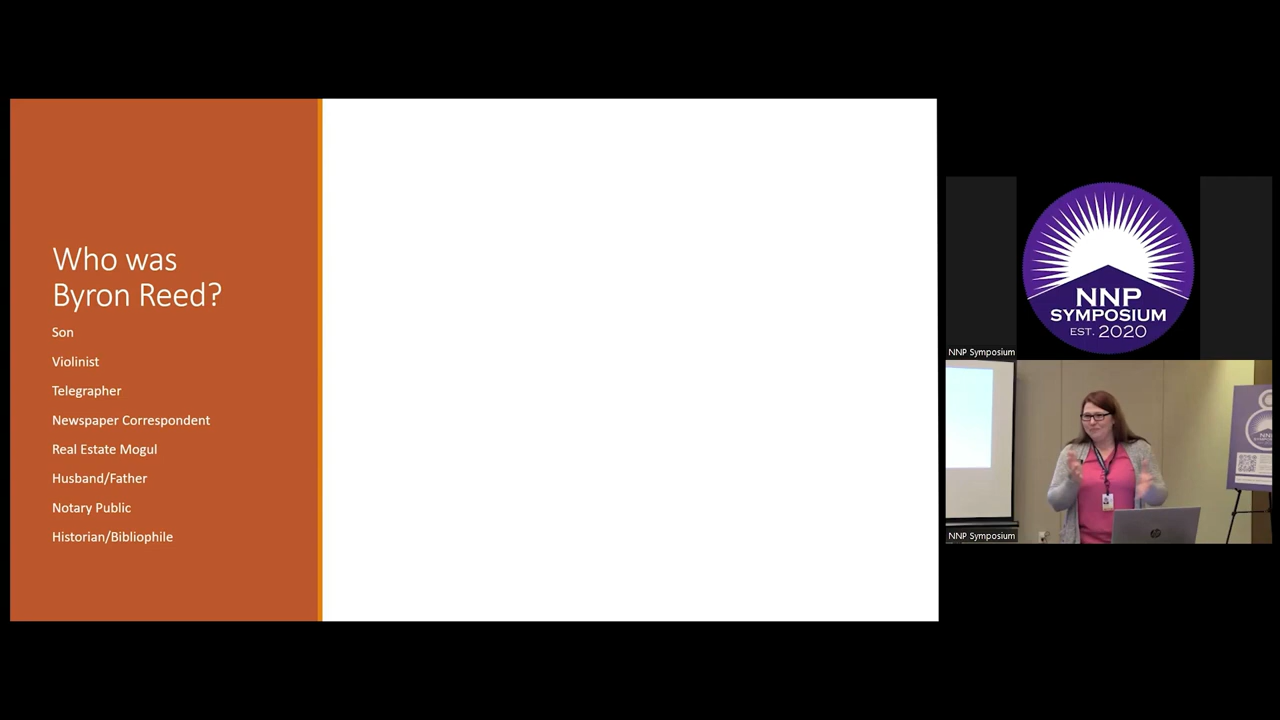 Who was
Byron Reed?
Son
Violinist
Telegrapher
Newspaper Correspondent
Real Estate Mogul
Husband/Father
Notary Public
Historian/Bibliophile
NNP
SYMPOSIUM
EST. 2020
NNP Symposium
NNP Symposium